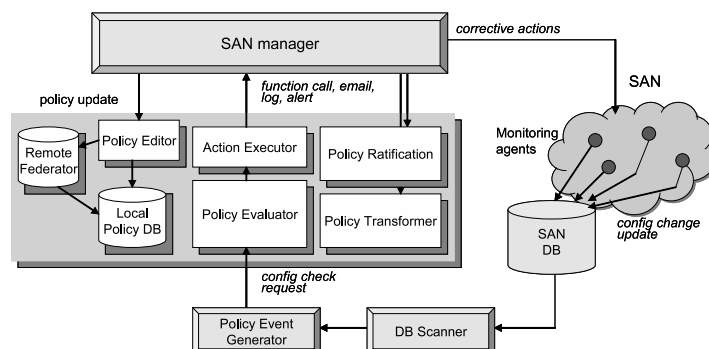 SAN manager
corrective actions
policy update
function call, email,
log, alert
SAN
Remote
Federator
Policy Editor
Local
Policy DB
Action Executor
Policy Evaluator
Policy Ratification
Policy Transformer
Monitoring
agents
SAN
DB
config change
update
config check
request
Policy Event
Generator
DB Scanner